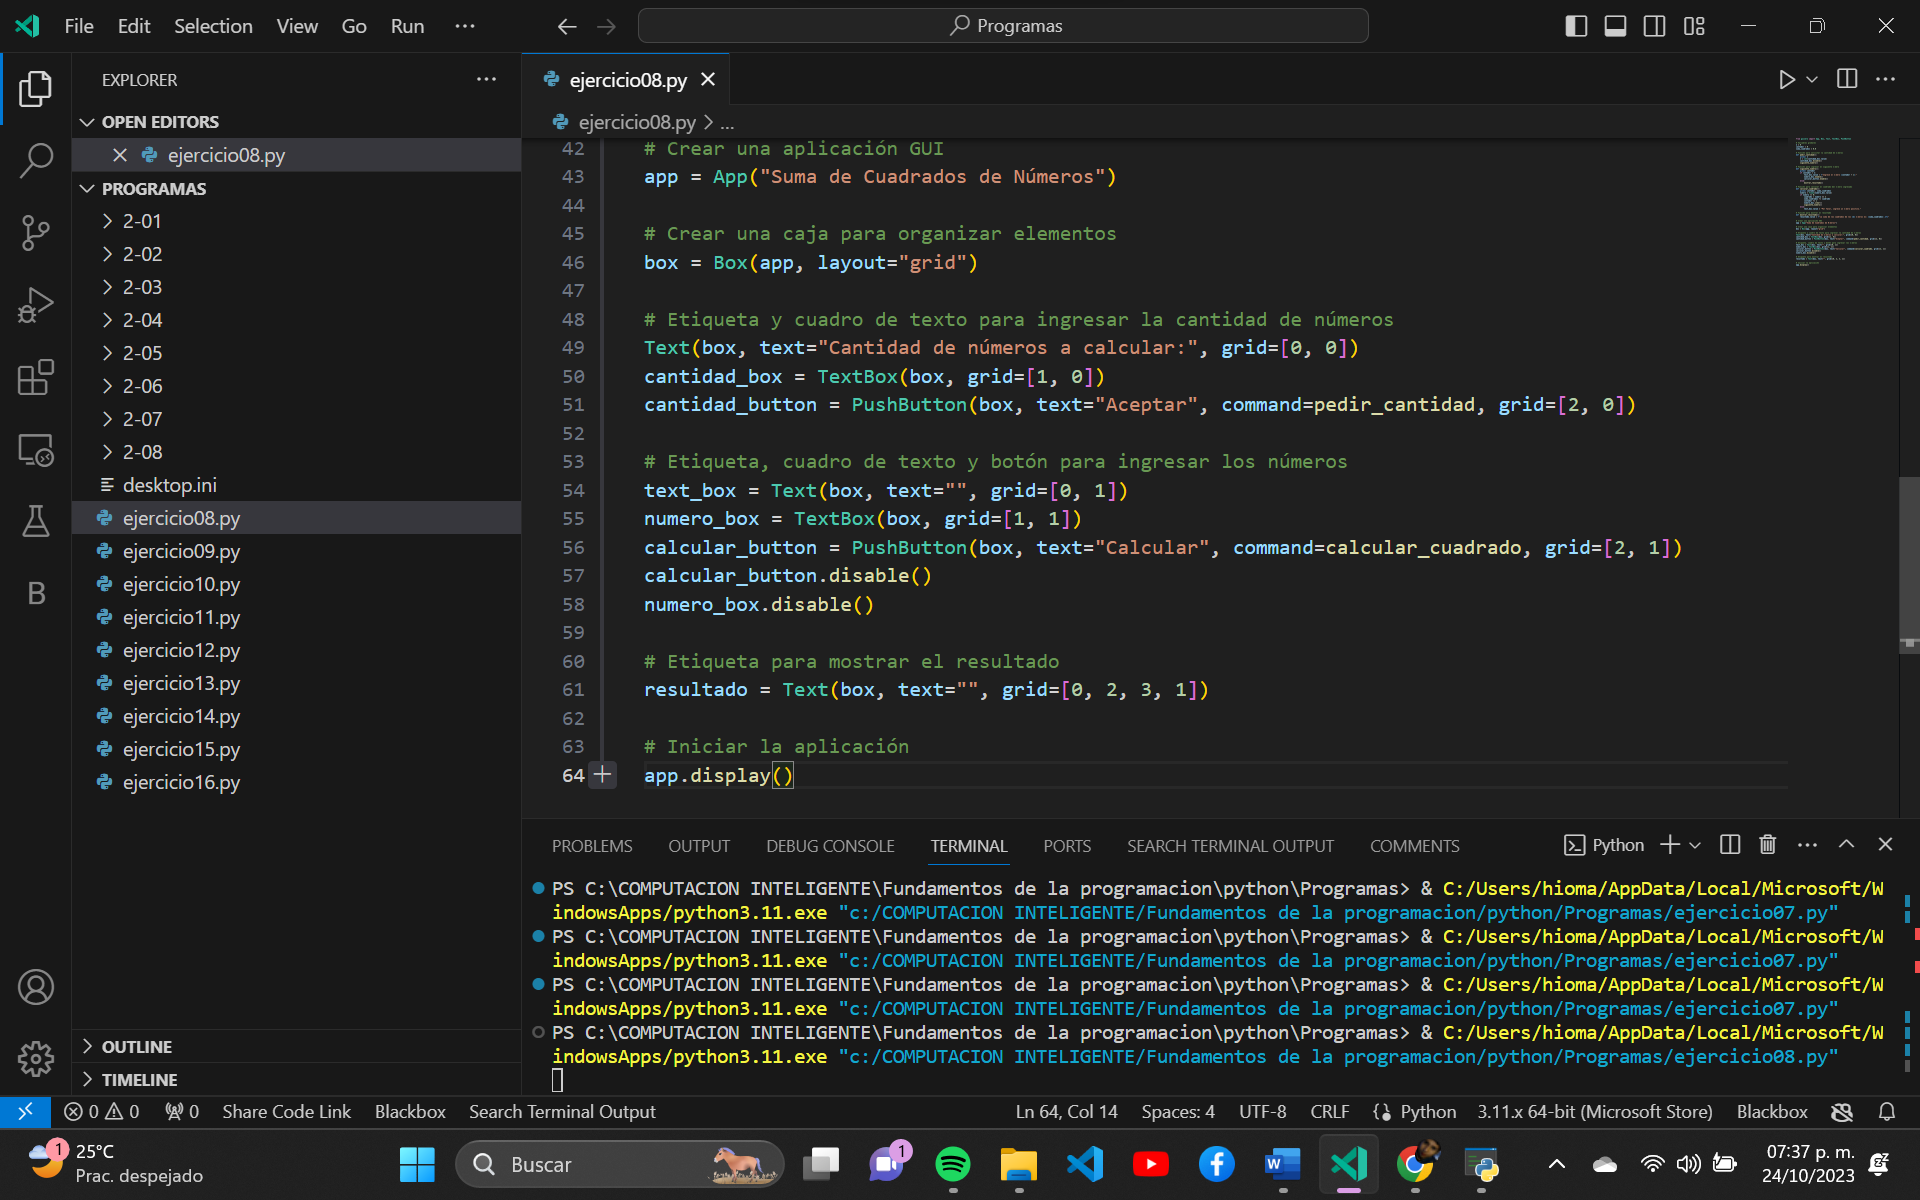 File Edit Selection View Go Run ···
Programas
EXPLORER ···
OPEN EDITORS
ejercicio08.py
PROGRAMAS
2-01
2-02
2-03
2-04
2-05
2-06
2-07
2-08
desktop.ini
ejercicio08.py
ejercicio09.py
ejercicio10.py
ejercicio11.py
ejercicio12.py
ejercicio13.py
ejercicio14.py
ejercicio15.py
ejercicio16.py
OUTLINE
TIMELINE
ejercicio08.py
ejercicio08.py > ...
42 # Crear una aplicación GUI
43 app = App("Suma de Cuadrados de Números")
44
45 # Crear una caja para organizar elementos
46 box = Box(app, layout="grid")
47
48 # Etiqueta y cuadro de texto para ingresar la cantidad de números
49 Text(box, text="Cantidad de números a calcular:", grid=[0, 0])
50 cantidad_box = TextBox(box, grid=[1, 0])
51 cantidad_button = PushButton(box, text="Aceptar", command=pedir_cantidad, grid=[2, 0])
52
53 # Etiqueta, cuadro de texto y botón para ingresar los números
54 text_box = Text(box, text="", grid=[0, 1])
55 numero_box = TextBox(box, grid=[1, 1])
56 calcular_button = PushButton(box, text="Calcular", command=calcular_cuadrado, grid=[2, 1])
57 calcular_button.disable()
58 numero_box.disable()
59
60 # Etiqueta para mostrar el resultado
61 resultado = Text(box, text="", grid=[0, 2, 3, 1])
62
63 # Iniciar la aplicación
64 app.display()
PROBLEMS OUTPUT DEBUG CONSOLE TERMINAL PORTS SEARCH TERMINAL OUTPUT COMMENTS Python
PS C:\COMPUTACION INTELIGENTE\Fundamentos de la programacion\python\Programas> & C:/Users/hioma/AppData/Local/Microsoft/W
indowsApps/python3.11.exe "c:/COMPUTACION INTELIGENTE/Fundamentos de la programacion/python/Programas/ejercicio07.py"
PS C:\COMPUTACION INTELIGENTE\Fundamentos de la programacion\python\Programas> & C:/Users/hioma/AppData/Local/Microsoft/W
indowsApps/python3.11.exe "c:/COMPUTACION INTELIGENTE/Fundamentos de la programacion/python/Programas/ejercicio07.py"
PS C:\COMPUTACION INTELIGENTE\Fundamentos de la programacion\python\Programas> & C:/Users/hioma/AppData/Local/Microsoft/W
indowsApps/python3.11.exe "c:/COMPUTACION INTELIGENTE/Fundamentos de la programacion/python/Programas/ejercicio07.py"
PS C:\COMPUTACION INTELIGENTE\Fundamentos de la programacion\python\Programas> & C:/Users/hioma/AppData/Local/Microsoft/W
indowsApps/python3.11.exe "c:/COMPUTACION INTELIGENTE/Fundamentos de la programacion/python/Programas/ejercicio08.py"
0 0 0 Share Code Link Blackbox Search Terminal Output Ln 64, Col 14 Spaces: 4 UTF-8 CRLF Python 3.11.x 64-bit (Microsoft Store) Blackbox
1 25°C
Prac. despejado
Buscar
1
07:37 p. m.
24/10/2023